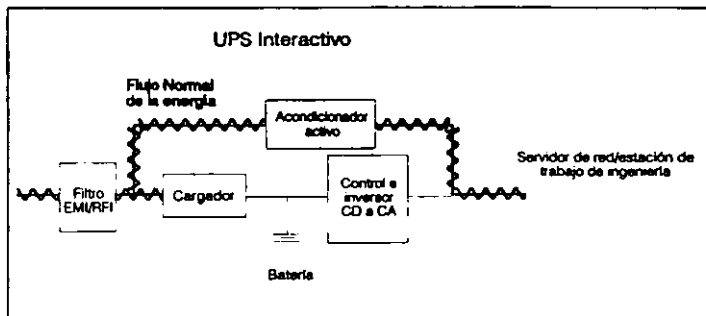 UPS Interactivo
Flujo Normal
de la energía
Acondicionador
activo
Servidor de red/estación de
trabajo de ingeniería
Filtro
EMI/RFI
Cargador
Control e
inversor
CD a CA
Batería